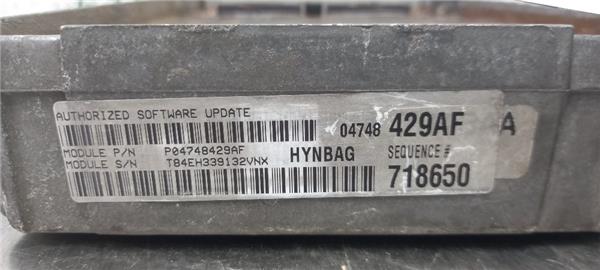 AUTHORIZED SOFTWARE UPDATE
04748 429AF A
MODULE P/N P04748429AF
MODULE S/N T84EH339132VNX
HYNBAG SEQUENCE #
718650